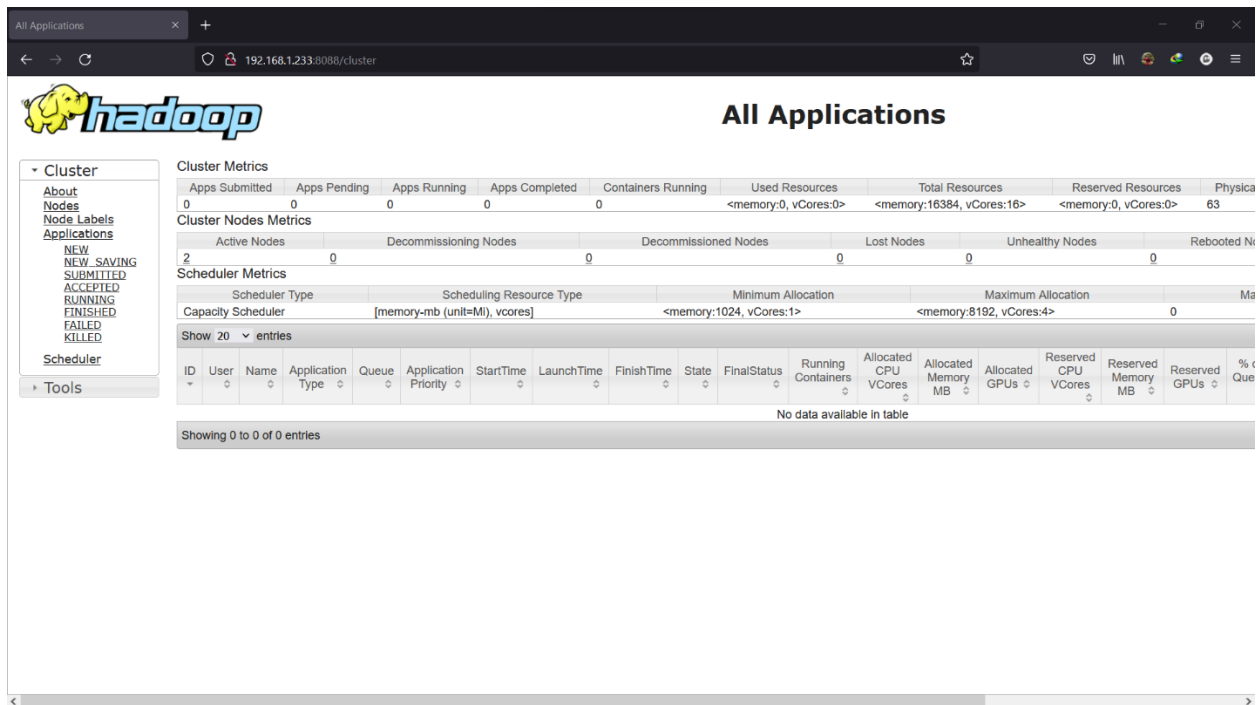 All Applications
192.168.1.233:8088/cluster
hadoop
All Applications
Cluster
About
Nodes
Node Labels
Applications
NEW
NEW_SAVING
SUBMITTED
ACCEPTED
RUNNING
FINISHED
FAILED
KILLED
Scheduler
Tools
Cluster Metrics
Apps Submitted Apps Pending Apps Running Apps Completed Containers Running Used Resources Total Resources Reserved Resources Physica
0 0 0 0 0 <memory:0, vCores:0> <memory:16384, vCores:16> <memory:0, vCores:0> 63
Cluster Nodes Metrics
Active Nodes Decommissioning Nodes Decommissioned Nodes Lost Nodes Unhealthy Nodes Rebooted No
2 0 0 0 0 0
Scheduler Metrics
Scheduler Type Scheduling Resource Type Minimum Allocation Maximum Allocation Ma
Capacity Scheduler [memory-mb (unit=Mi), vcores] <memory:1024, vCores:1> <memory:8192, vCores:4> 0
Show 20 entries
ID User Name Application Type Queue Application Priority StartTime LaunchTime FinishTime State FinalStatus Running Containers Allocated CPU VCores Allocated Memory MB Allocated GPUs Reserved CPU VCores Reserved Memory MB Reserved GPUs % o Que
No data available in table
Showing 0 to 0 of 0 entries